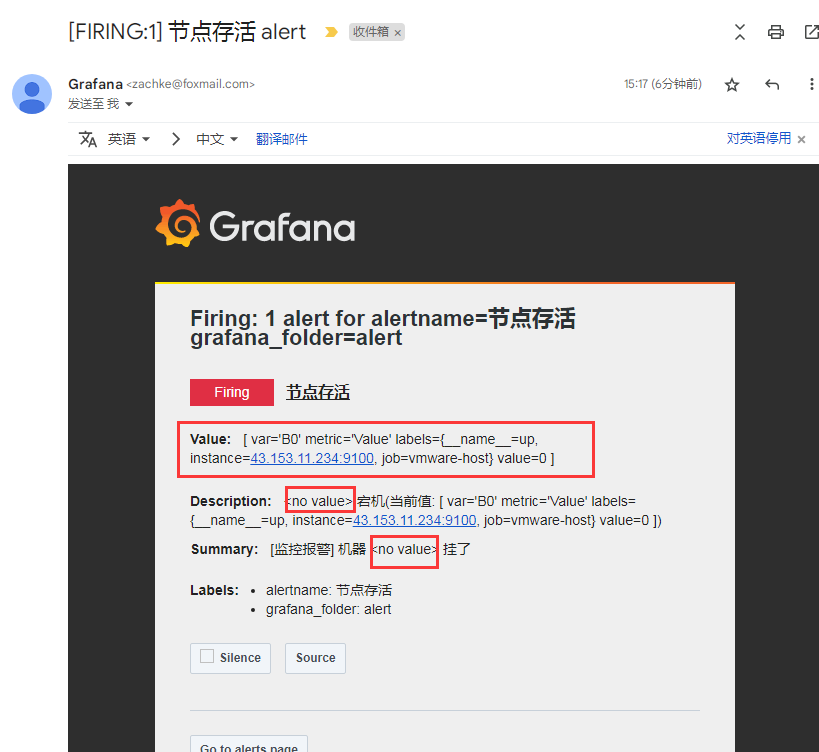 [FIRING:1] 节点存活 alert 收件箱 ×
Grafana <zachke@foxmail.com> 15:17 (6分钟前)
发送至 我
英语 > 中文 翻译邮件 对英语停用 ×
Grafana
Firing: 1 alert for alertname=节点存活
grafana_folder=alert
Firing 节点存活
Value: [ var='B0' metric='Value' labels={__name__=up,
instance=43.153.11.234:9100, job=vmware-host} value=0 ]
Description: <no value> 宕机(当前值: [ var='B0' metric='Value' labels=
{__name__=up, instance=43.153.11.234:9100, job=vmware-host} value=0 ])
Summary: [监控报警] 机器 <no value> 挂了
Labels: • alertname: 节点存活
• grafana_folder: alert
Silence Source
Go to alerts page